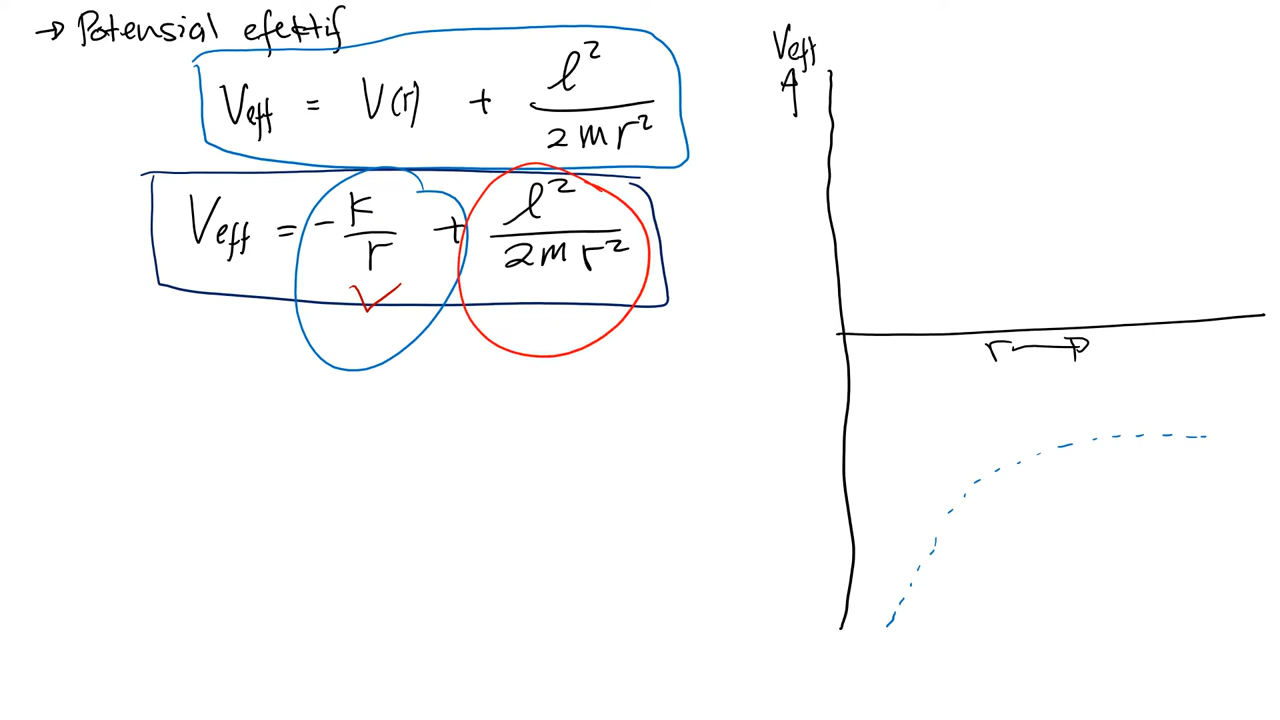 → Potensial efektif
Veff = V(r) + l²/2mr²
Veff = -k/r + l²/2mr²
Veff
r →